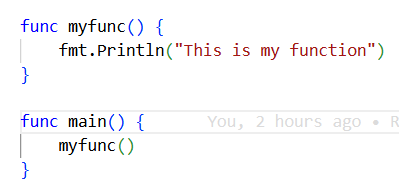 func myfunc() {
    fmt.Println("This is my function")
}

func main() {      You, 2 hours ago •
    myfunc()
}